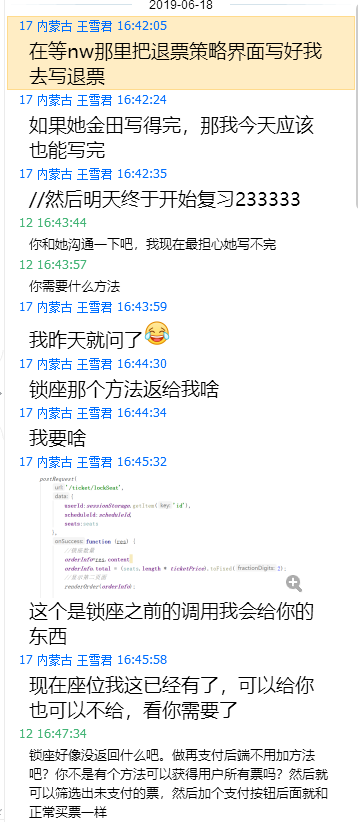 2019-06-18
17 内蒙古 王雪君 16:42:05
在等nw那里把退票策略界面写好我
去写退票
17 内蒙古 王雪君 16:42:24
如果她金田写得完，那我今天应该
也能写完
17 内蒙古 王雪君 16:42:35
//然后明天终于开始复习233333
12 16:43:44
你和她沟通一下吧，我现在最担心她写不完
12 16:43:57
你需要什么方法
17 内蒙古 王雪君 16:43:59
我昨天就问了😂
17 内蒙古 王雪君 16:44:30
锁座那个方法返给我啥
17 内蒙古 王雪君 16:44:34
我要啥
17 内蒙古 王雪君 16:45:32
postRequest(
url: '/ticket/lockSeat',
data: {
userId:sessionStorage.getItem( key: "id"),
scheduleId:scheduleId,
seats:seats
},
onSuccess: function (res) {
orderInfo=res.content
orderInfo.total = (seats.length * ticketPrice).toFixed( fractionDigits: 2);
renderOrder(orderInfo);
这个是锁座之前的调用我会给你的
东西
17 内蒙古 王雪君 16:45:58
现在座位我这已经有了，可以给你
也可以不给，看你需要了
12 16:47:34
锁座好像没返回什么吧。做再支付后端不用加方法
吧？你不是有个方法可以获得用户所有票吗？然后就
可以筛选出未支付的票，然后加个支付按钮后面就和
正常买票一样